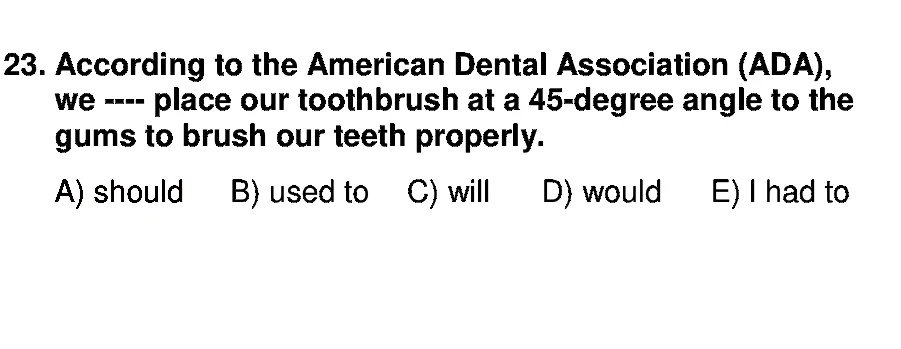 23. According to the American Dental Association (ADA),
we ---- place our toothbrush at a 45-degree angle to the
gums to brush our teeth properly.
A) should B) used to C) will D) would E) I had to